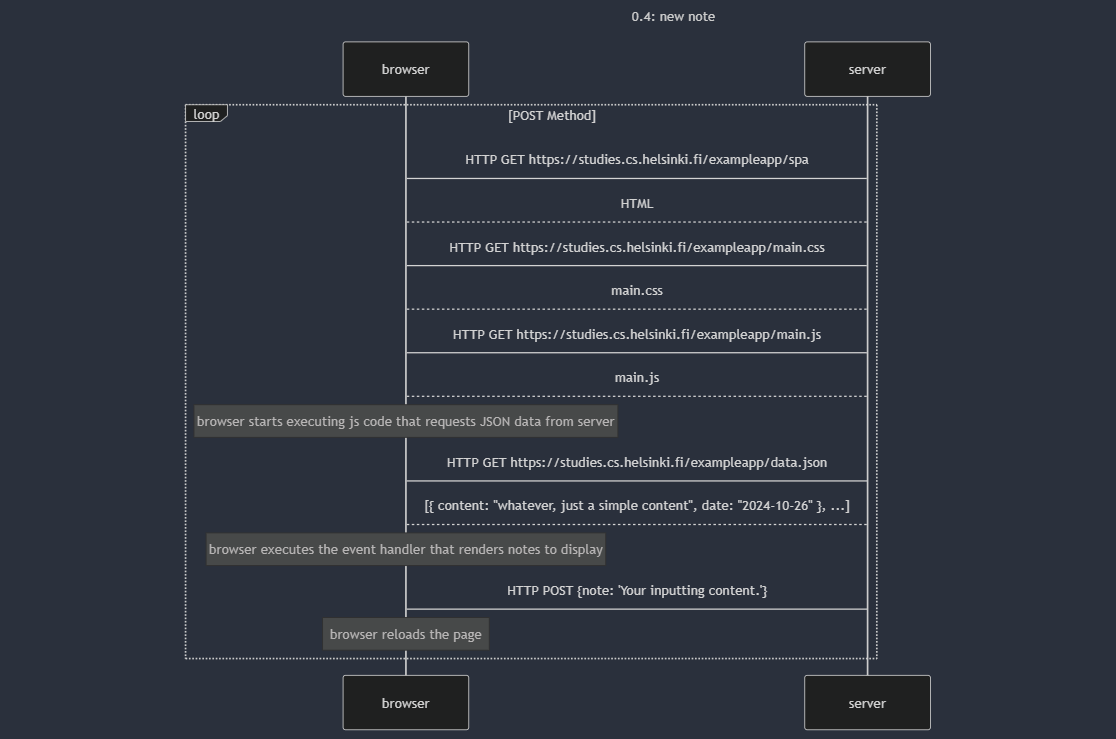 0.4: new note
browser
server
loop
[POST Method]
HTTP GET https://studies.cs.helsinki.fi/exampleapp/spa
HTML
HTTP GET https://studies.cs.helsinki.fi/exampleapp/main.css
main.css
HTTP GET https://studies.cs.helsinki.fi/exampleapp/main.js
main.js
browser starts executing js code that requests JSON data from server
HTTP GET https://studies.cs.helsinki.fi/exampleapp/data.json
[{ content: "whatever, just a simple content", date: "2024-10-26" }, ...]
browser executes the event handler that renders notes to display
HTTP POST {note: 'Your inputting content.'}
browser reloads the page
browser
server